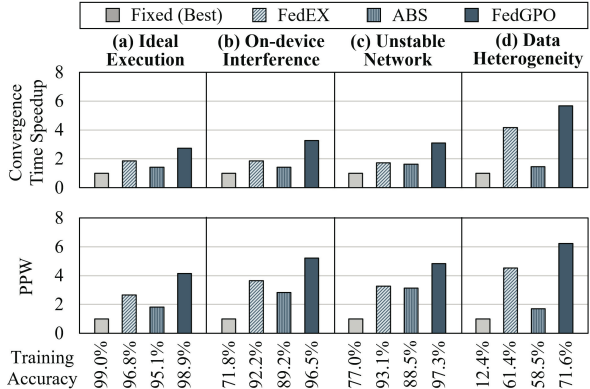 Fixed (Best) FedEX ABS FedGPO
(a) Ideal Execution
(b) On-device Interference
(c) Unstable Network
(d) Data Heterogeneity
Convergence Time Speedup
8
6
4
2
0
PPW
8
6
4
2
0
Training Accuracy
99.0% 96.8% 95.1% 98.9% 71.8% 92.2% 89.2% 96.5% 77.0% 93.1% 88.5% 97.3% 12.4% 61.4% 58.5% 71.6%